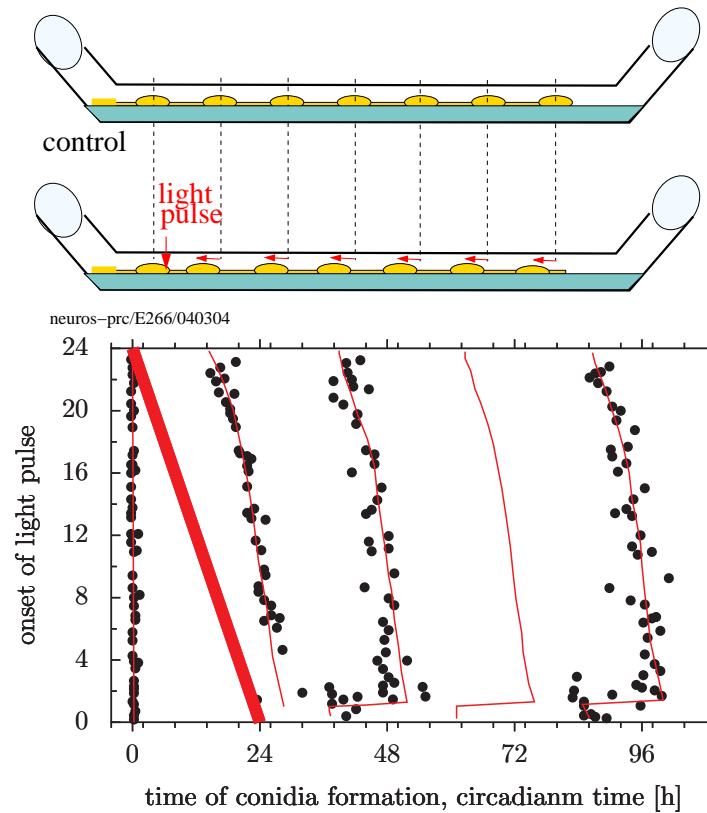 control
light
pulse
neuros-prc/E266/040304
24
20
16
12
8
4
0
onset of light pulse
0 24 48 72 96
time of conidia formation, circadianm time [h]